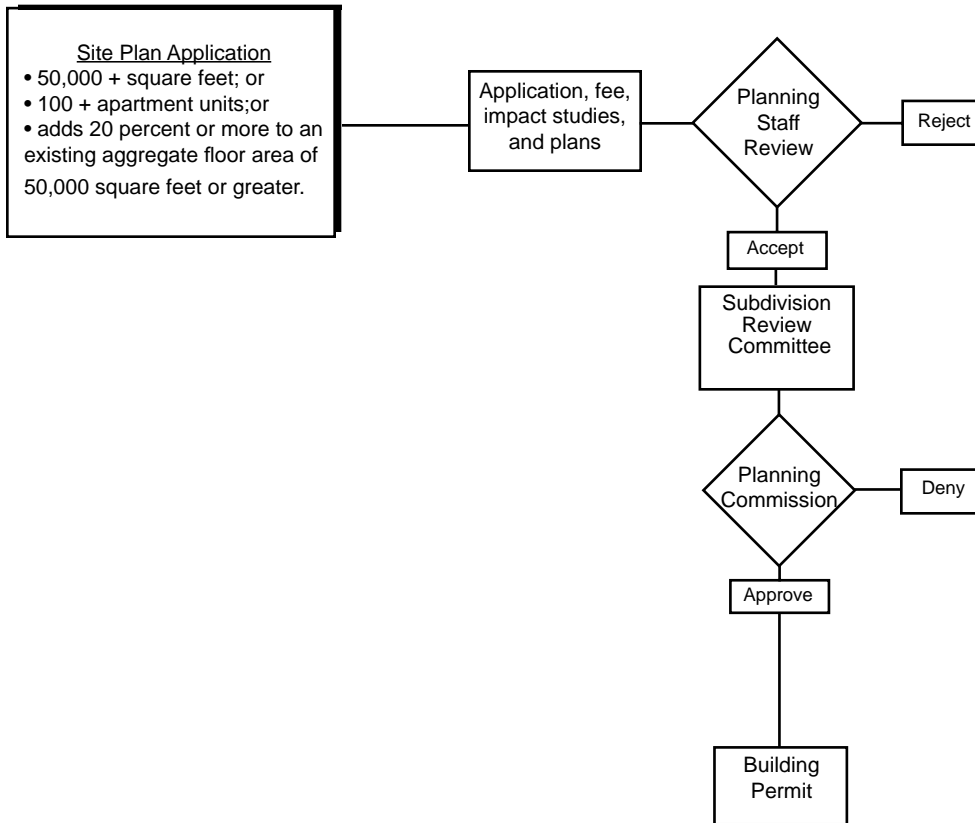 Site Plan Application
• 50,000 + square feet; or
• 100 + apartment units;or
• adds 20 percent or more to an
existing aggregate floor area of
50,000 square feet or greater.
Application, fee,
impact studies,
and plans
Planning
Staff
Review
Reject
Accept
Subdivision
Review
Committee
Planning
Commission
Deny
Approve
Building
Permit